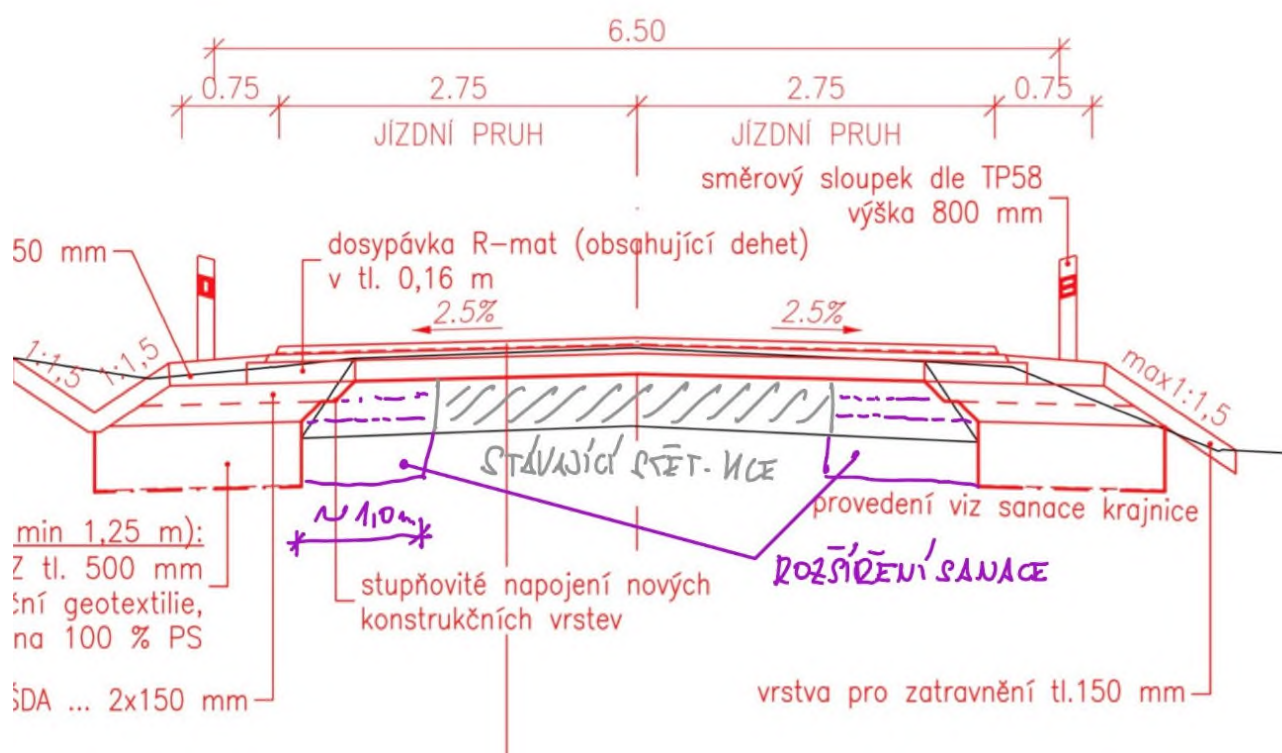 6.50
0.75 2.75 2.75 0.75
JÍZDNÍ PRUH JÍZDNÍ PRUH
směrový sloupek dle TP58
výška 800 mm
50 mm
dosypávka R-mat (obsahující dehet)
v tl. 0,16 m
2.5% 2.5%
1:1,5 1:1,5
max1:1,5
STÁVAJÍCÍ ŠTĚT-NCE
provedení viz sanace krajnice
~1,0m
ROZŠÍŘENÍ SANACE
min 1,25 m):
Z tl. 500 mm
ční geotextilie,
na 100 % PS
stupňovité napojení nových
konstrukčních vrstev
ŠDA ... 2x150 mm
vrstva pro zatravnění tl.150 mm